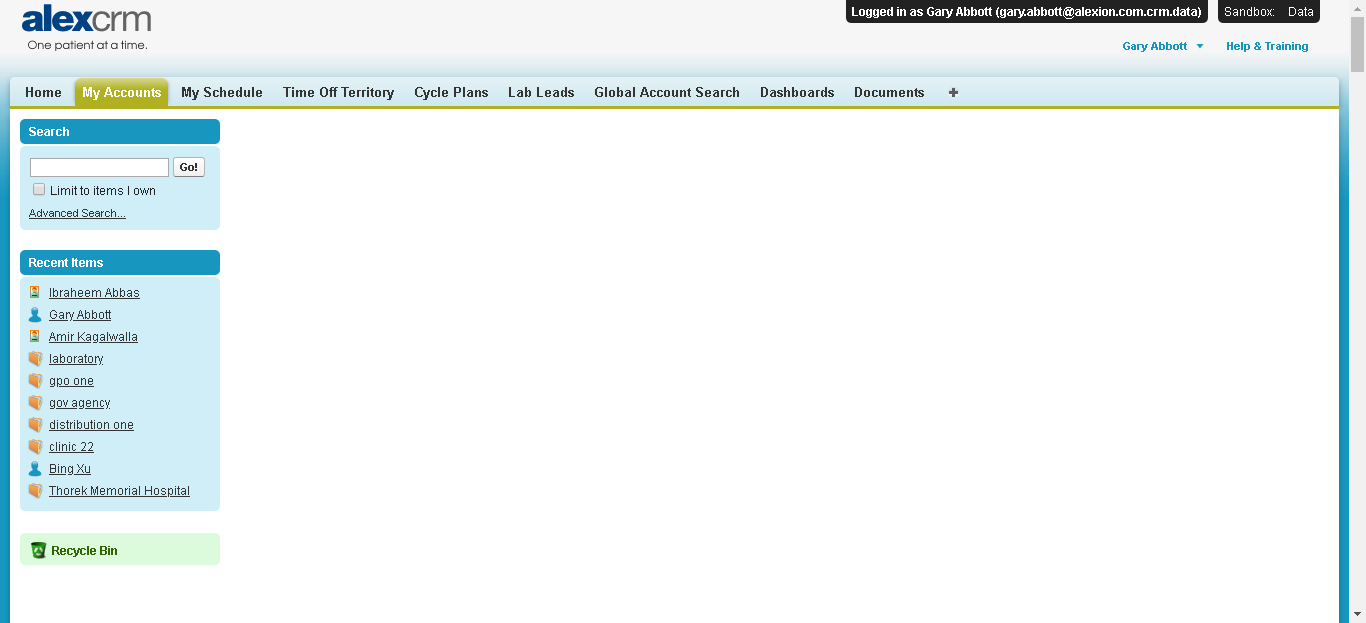 alexcrm
One patient at a time.
Logged in as Gary Abbott (gary.abbott@alexion.com.crm.data)
Sandbox: Data
Gary Abbott
Help & Training
Home My Accounts My Schedule Time Off Territory Cycle Plans Lab Leads Global Account Search Dashboards Documents +
Search
Go!
Limit to items I own
Advanced Search...
Recent Items
Ibraheem Abbas
Gary Abbott
Amir Kagalwalla
laboratory
gpo one
gov agency
distribution one
clinic 22
Bing Xu
Thorek Memorial Hospital
Recycle Bin